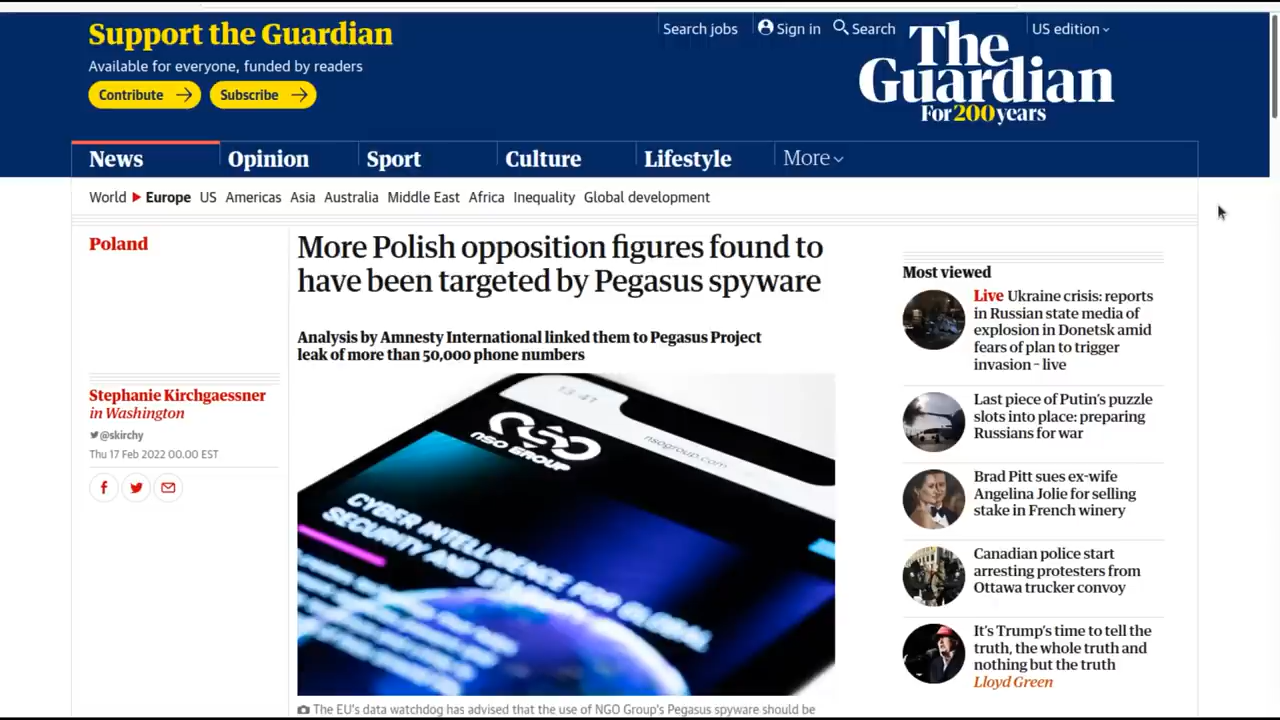 Support the Guardian
Available for everyone, funded by readers
Contribute
Subscribe
Search jobs
Sign in
Search
US edition
The
Guardian
For 200 years
News
Opinion
Sport
Culture
Lifestyle
More
World
Europe
US
Americas
Asia
Australia
Middle East
Africa
Inequality
Global development
Poland
More Polish opposition figures found to
have been targeted by Pegasus spyware
Analysis by Amnesty International linked them to Pegasus Project
leak of more than 50,000 phone numbers
Stephanie Kirchgaessner
in Washington
@skirchy
Thu 17 Feb 2022 00.00 EST
13:41
nsogroup.com
NSO GROUP
CYBER INTELLIGENCE FOR GLOBAL
SECURITY AND
The EU's data watchdog has advised that the use of NGO Group's Pegasus spyware should be
Most viewed
Live Ukraine crisis: reports
in Russian state media of
explosion in Donetsk amid
fears of plan to trigger
invasion – live
Last piece of Putin's puzzle
slots into place: preparing
Russians for war
Brad Pitt sues ex-wife
Angelina Jolie for selling
stake in French winery
Canadian police start
arresting protesters from
Ottawa trucker convoy
It's Trump's time to tell the
truth, the whole truth and
nothing but the truth
Lloyd Green